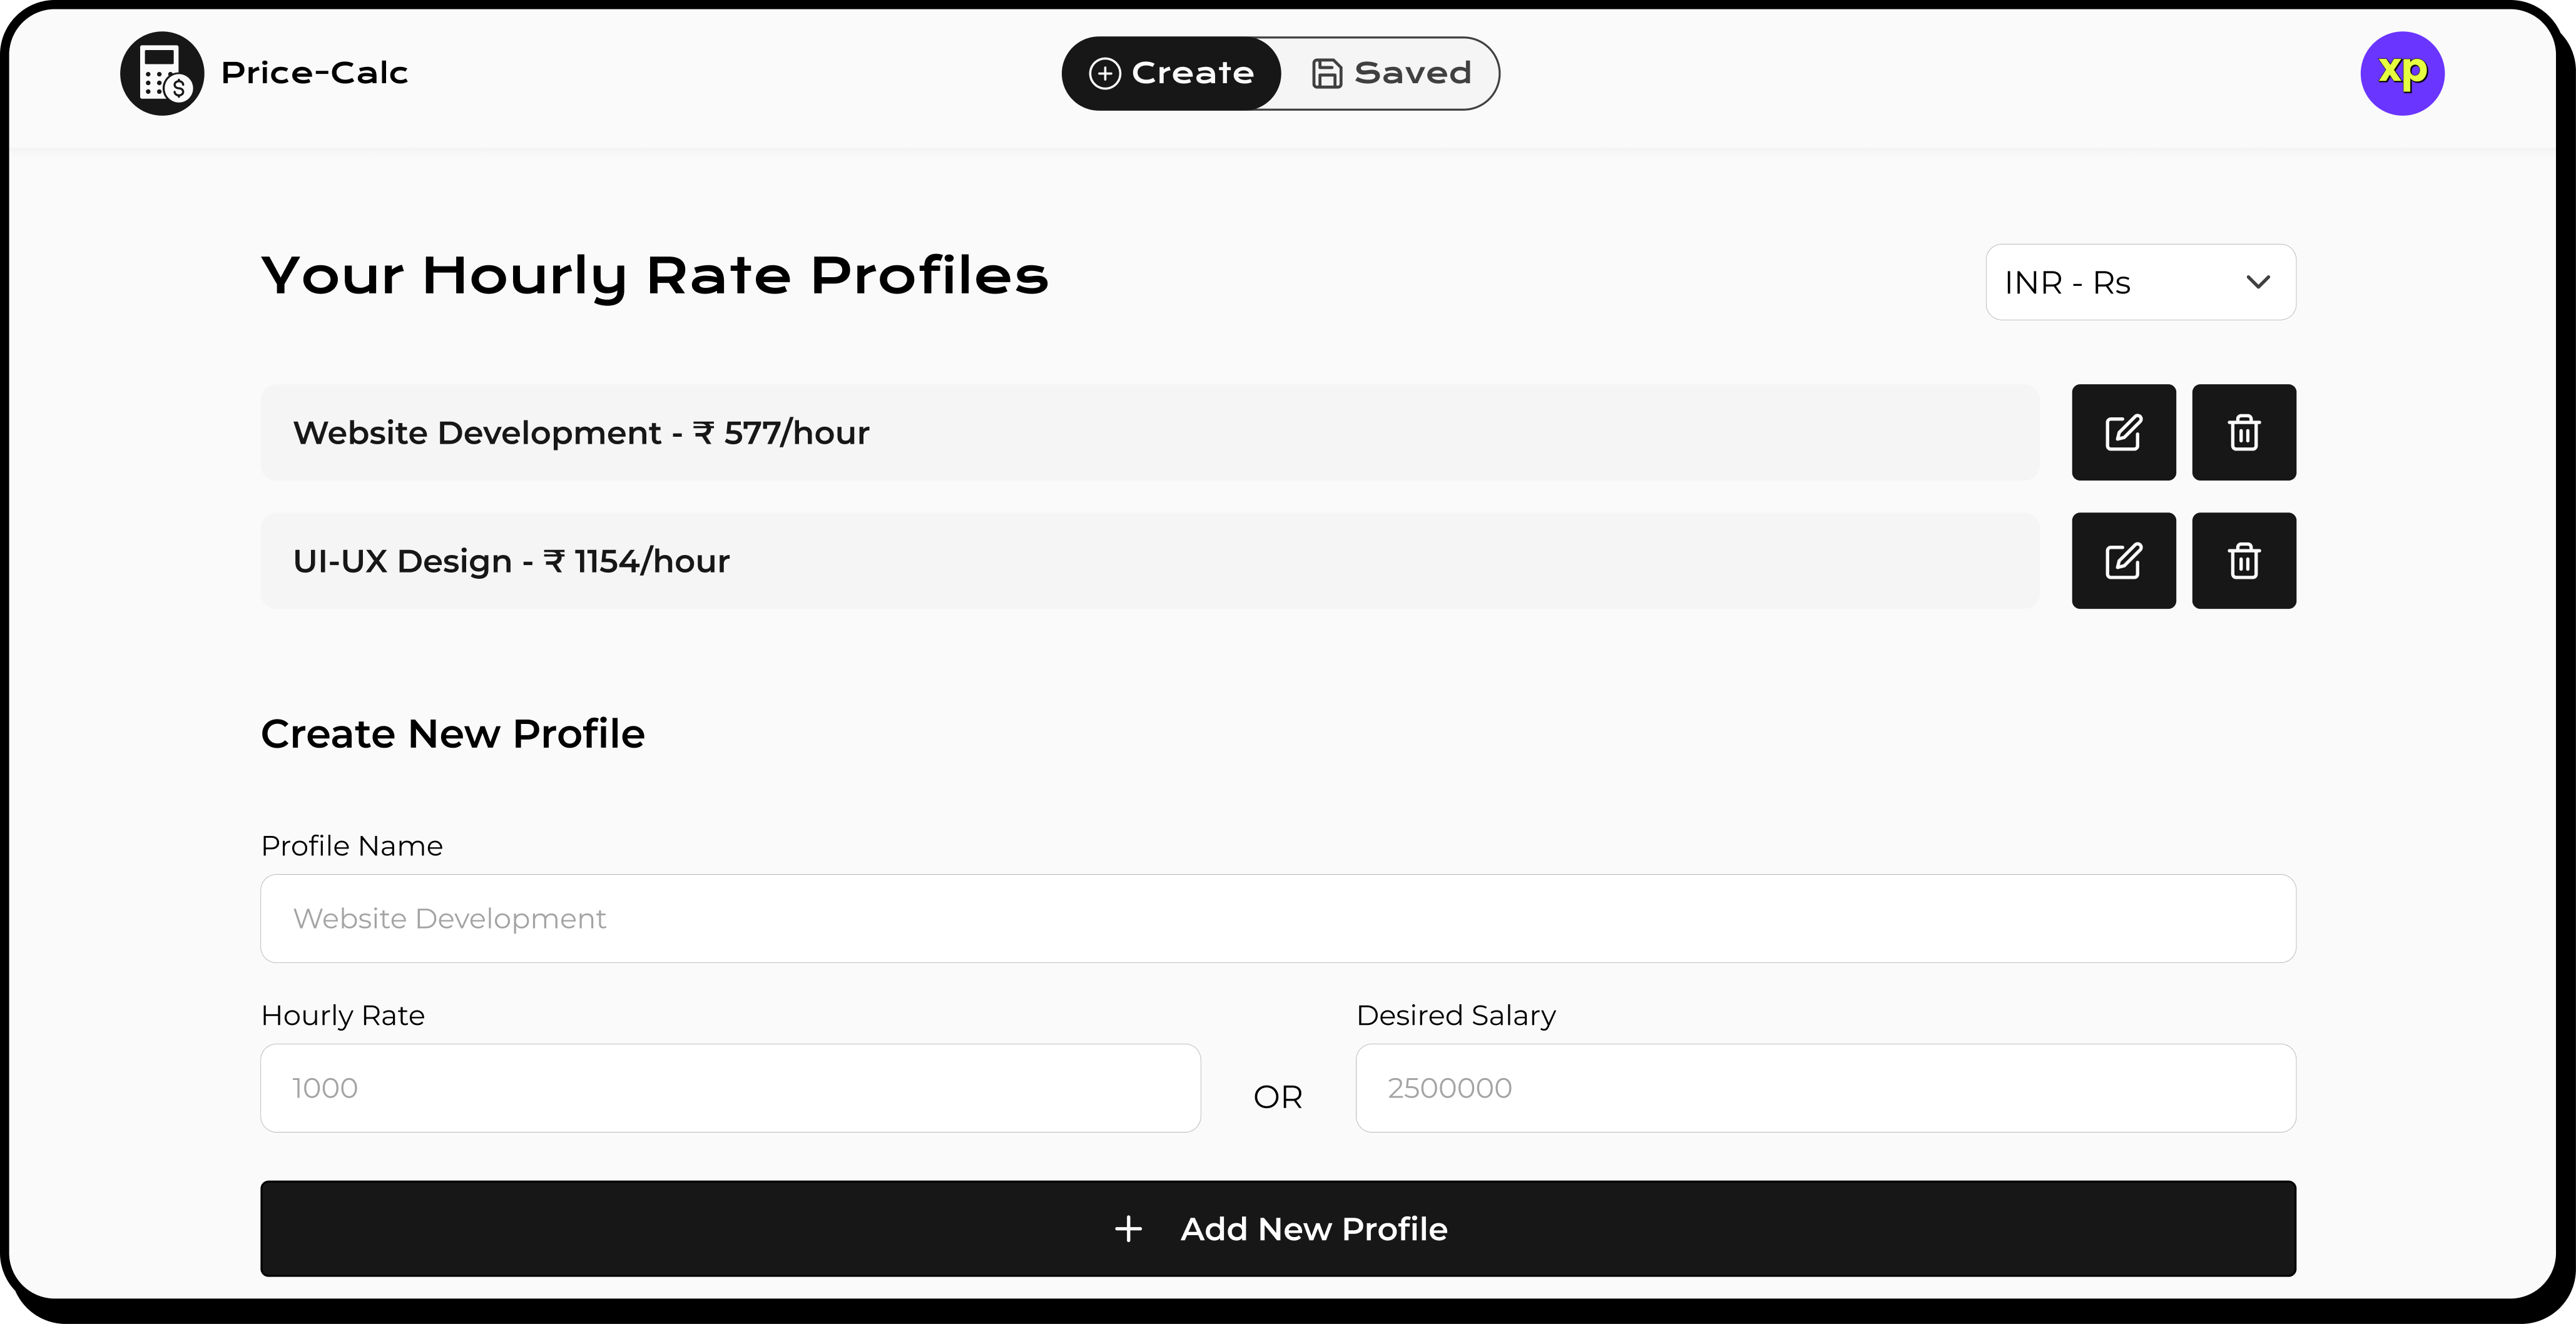 Price-Calc
Create
Saved
xp
Your Hourly Rate Profiles
INR - Rs
Website Development - ₹ 577/hour
UI-UX Design - ₹ 1154/hour
Create New Profile
Profile Name
Website Development
Hourly Rate
Desired Salary
1000
OR
2500000
Add New Profile